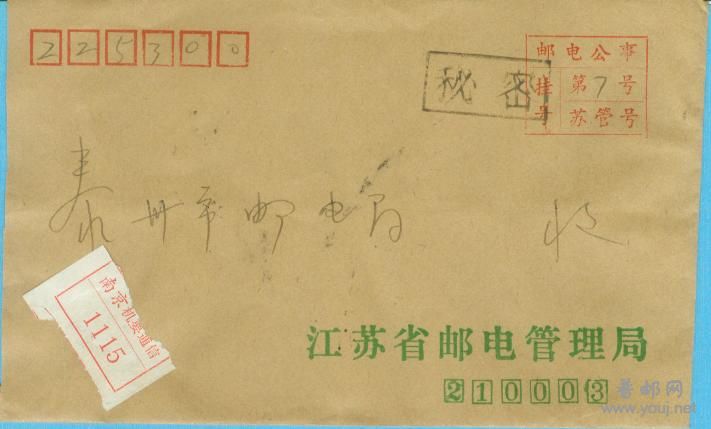 225300
秘密
邮电公事
挂号
第7号
苏管号
泰州市邮电局 收
南京机要通信
1115
江苏省邮电管理局
210003
普邮网
www.youj.net